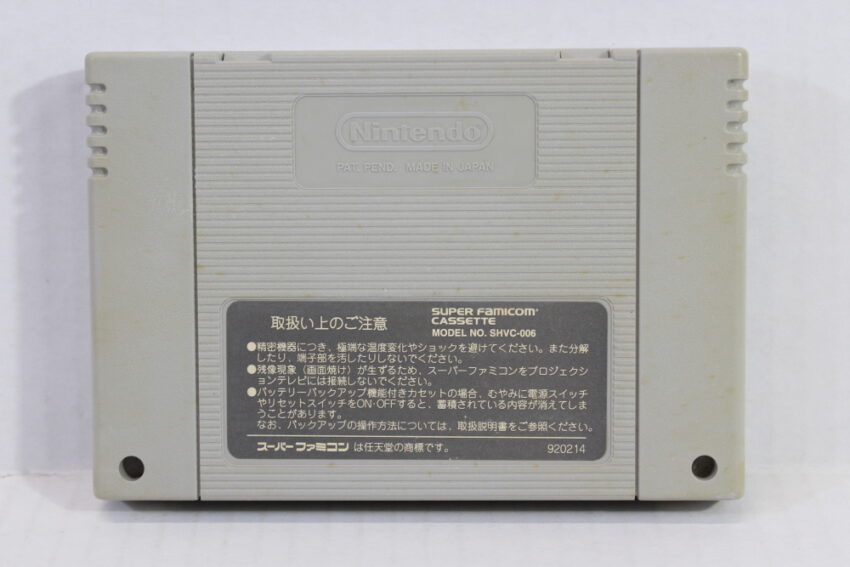 Nintendo
PAT. PEND. MADE IN JAPAN
取扱い上のご注意
SUPER FAMICOM
CASSETTE
MODEL NO. SHVC-006
●精密機器につき、極端な温度変化やショックを避けてください。また分解
したり、端子部を汚したりしないでください。
●残像現象（画面焼け）が生ずるため、スーパーファミコンをプロジェクシ
ョンテレビには接続しないでください。
●バッテリーバックアップ機能付きカセットの場合、むやみに電源スイッチ
やリセットスイッチをON・OFFすると、蓄積されている内容が消えてしま
うことがあります。
なお、バックアップの操作方法については、取扱説明書をご参照ください。
スーパーファミコンは任天堂の商標です。 920214